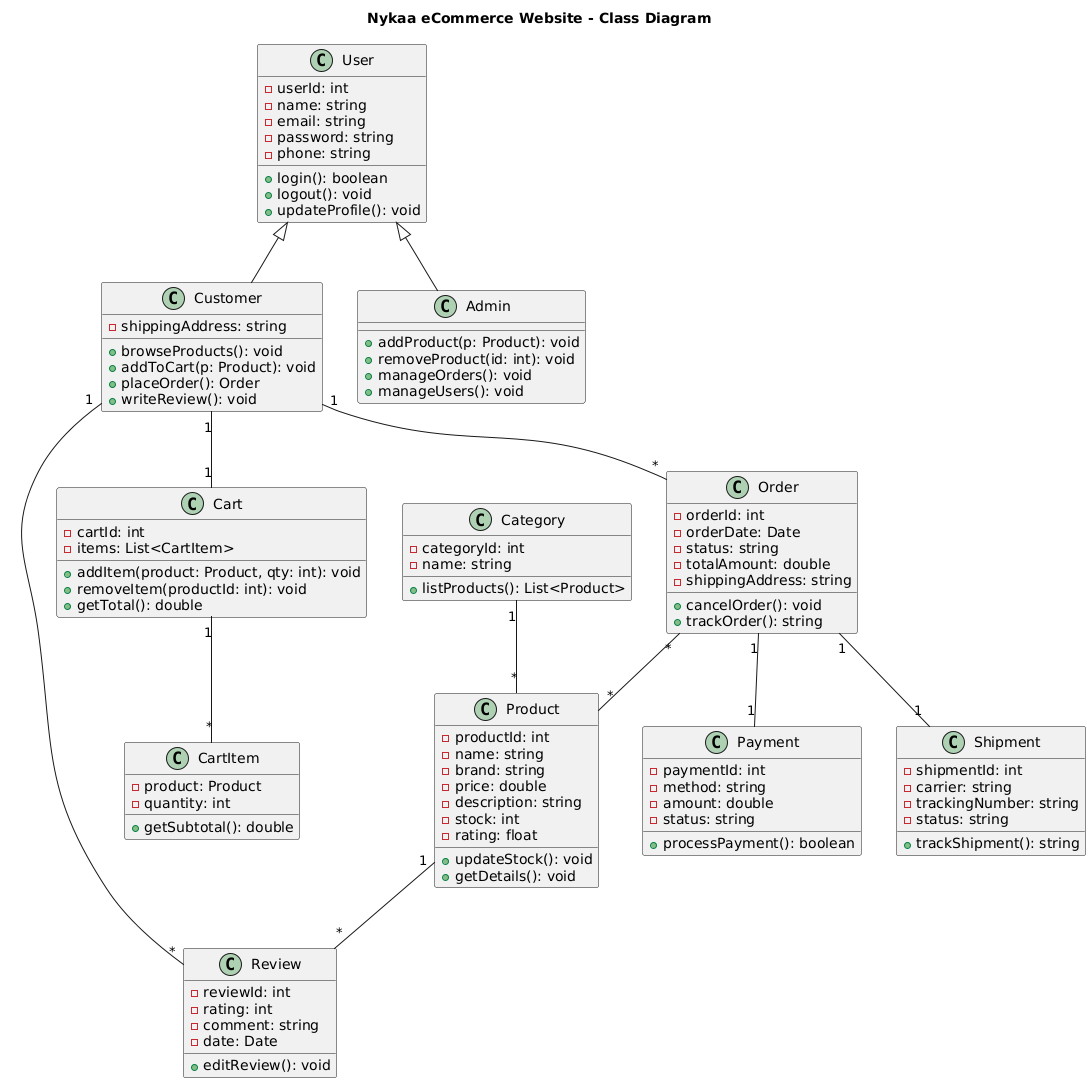 Nykaa eCommerce Website - Class Diagram
C User
userId: int
name: string
email: string
password: string
phone: string
login(): boolean
logout(): void
updateProfile(): void
C Customer
shippingAddress: string
browseProducts(): void
addToCart(p: Product): void
placeOrder(): Order
writeReview(): void
C Admin
addProduct(p: Product): void
removeProduct(id: int): void
manageOrders(): void
manageUsers(): void
1
1
1
1
*
*
C Cart
cartId: int
items: List<CartItem>
addItem(product: Product, qty: int): void
removeItem(productId: int): void
getTotal(): double
C Category
categoryId: int
name: string
listProducts(): List<Product>
C Order
orderId: int
orderDate: Date
status: string
totalAmount: double
shippingAddress: string
cancelOrder(): void
trackOrder(): string
1
*
1
*
*
*
1
1
1
1
C CartItem
product: Product
quantity: int
getSubtotal(): double
C Product
productId: int
name: string
brand: string
price: double
description: string
stock: int
rating: float
updateStock(): void
getDetails(): void
C Payment
paymentId: int
method: string
amount: double
status: string
processPayment(): boolean
C Shipment
shipmentId: int
carrier: string
trackingNumber: string
status: string
trackShipment(): string
1
*
C Review
reviewId: int
rating: int
comment: string
date: Date
editReview(): void